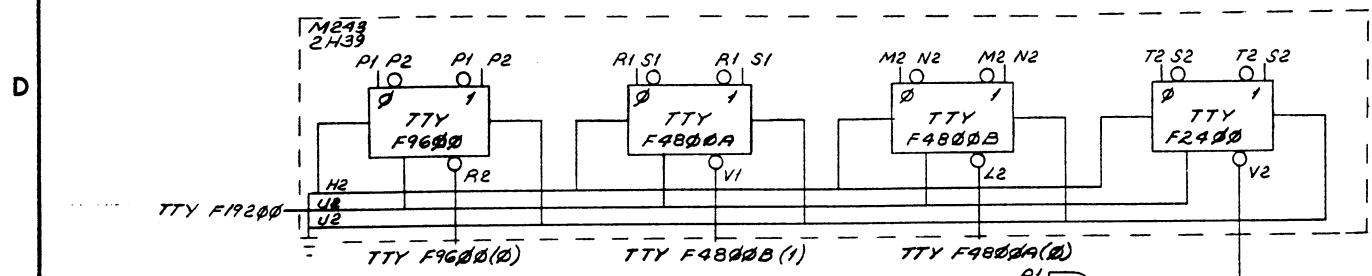 M243
2H39
P1 P2 P1 P2
R1 S1 R1 S1
M2 N2 M2 N2
T2 S2 T2 S2
D
Ø 1
TTY
F96ØØ
Ø 1
TTY
F48ØØA
Ø 1
TTY
F48ØØB
Ø 1
TTY
F24ØØ
R2
V1
L2
V2
H2
U2
TTY F192ØØ
TTY F96ØØ(Ø)
TTY F48ØØB(1)
TTY F48ØØA(Ø)